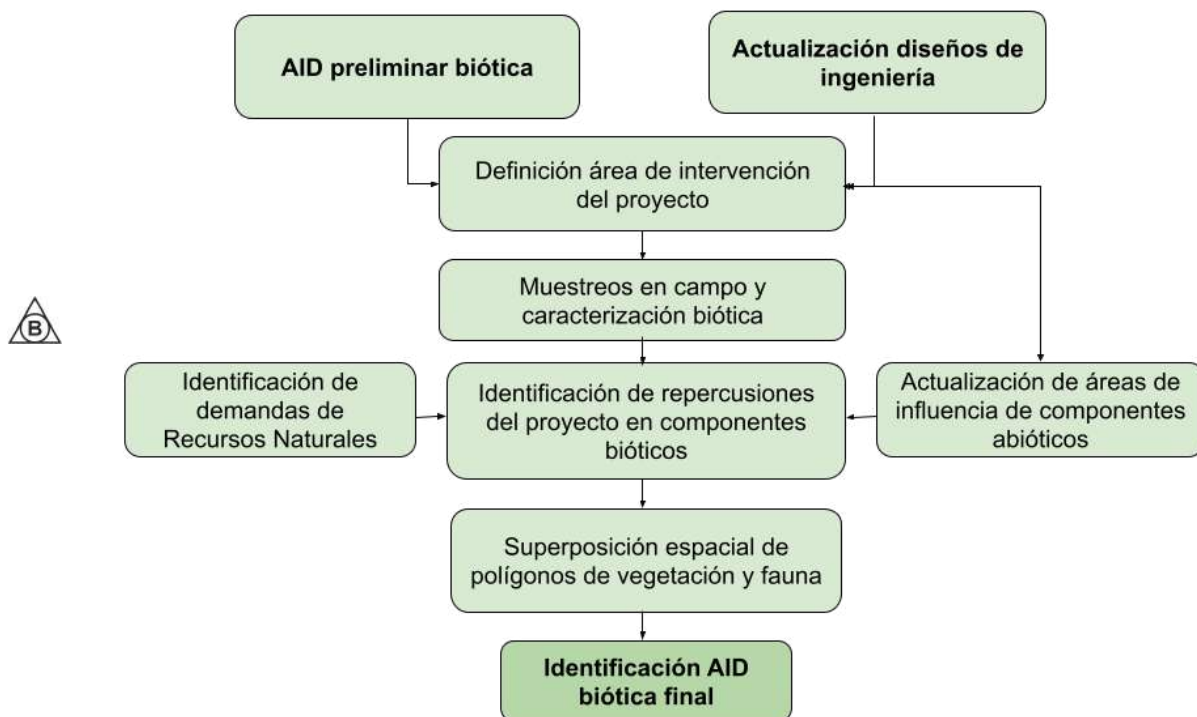 AID preliminar biótica
Actualización diseños de
ingeniería
Definición área de intervención
del proyecto
Muestreos en campo y
caracterización biótica
B
Identificación de
demandas de
Recursos Naturales
Identificación de repercusiones
del proyecto en componentes
bióticos
Actualización de áreas de
influencia de componentes
abióticos
Superposición espacial de
polígonos de vegetación y fauna
Identificación AID
biótica final